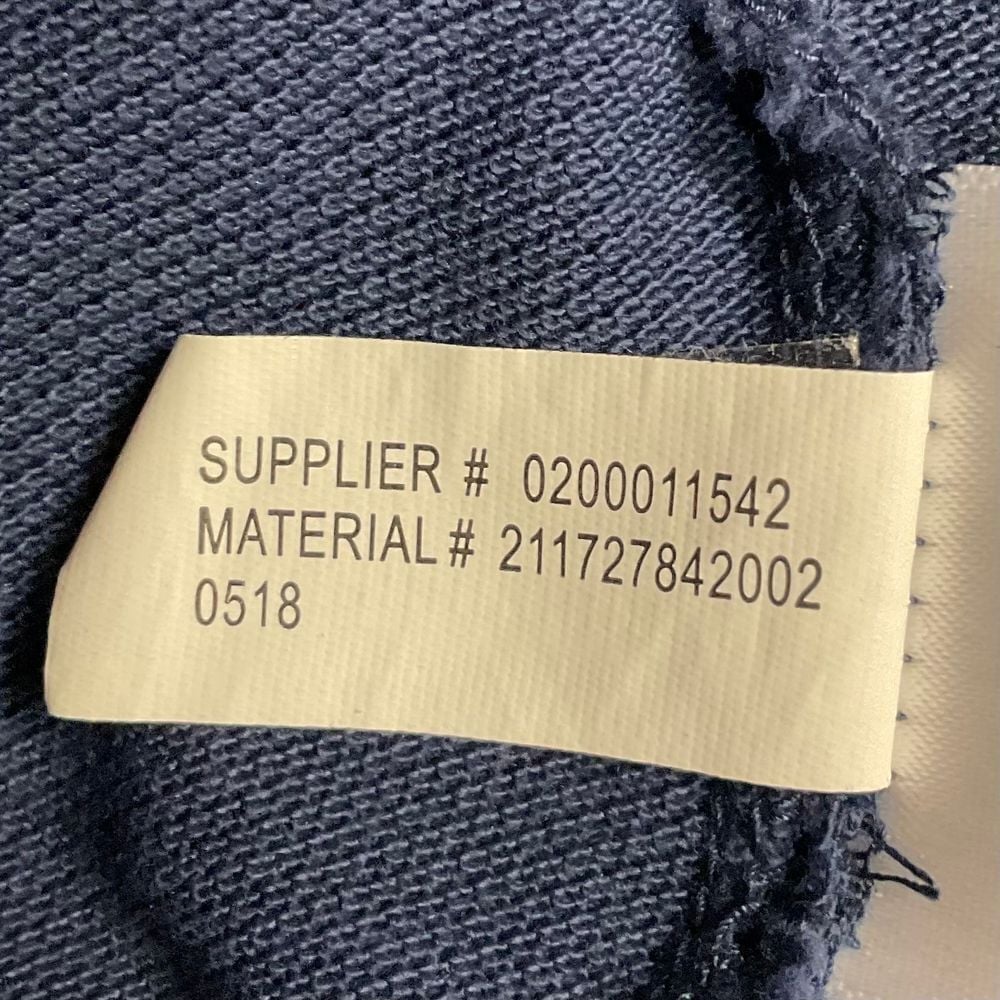 SUPPLIER # 0200011542
MATERIAL # 211727842002
0518